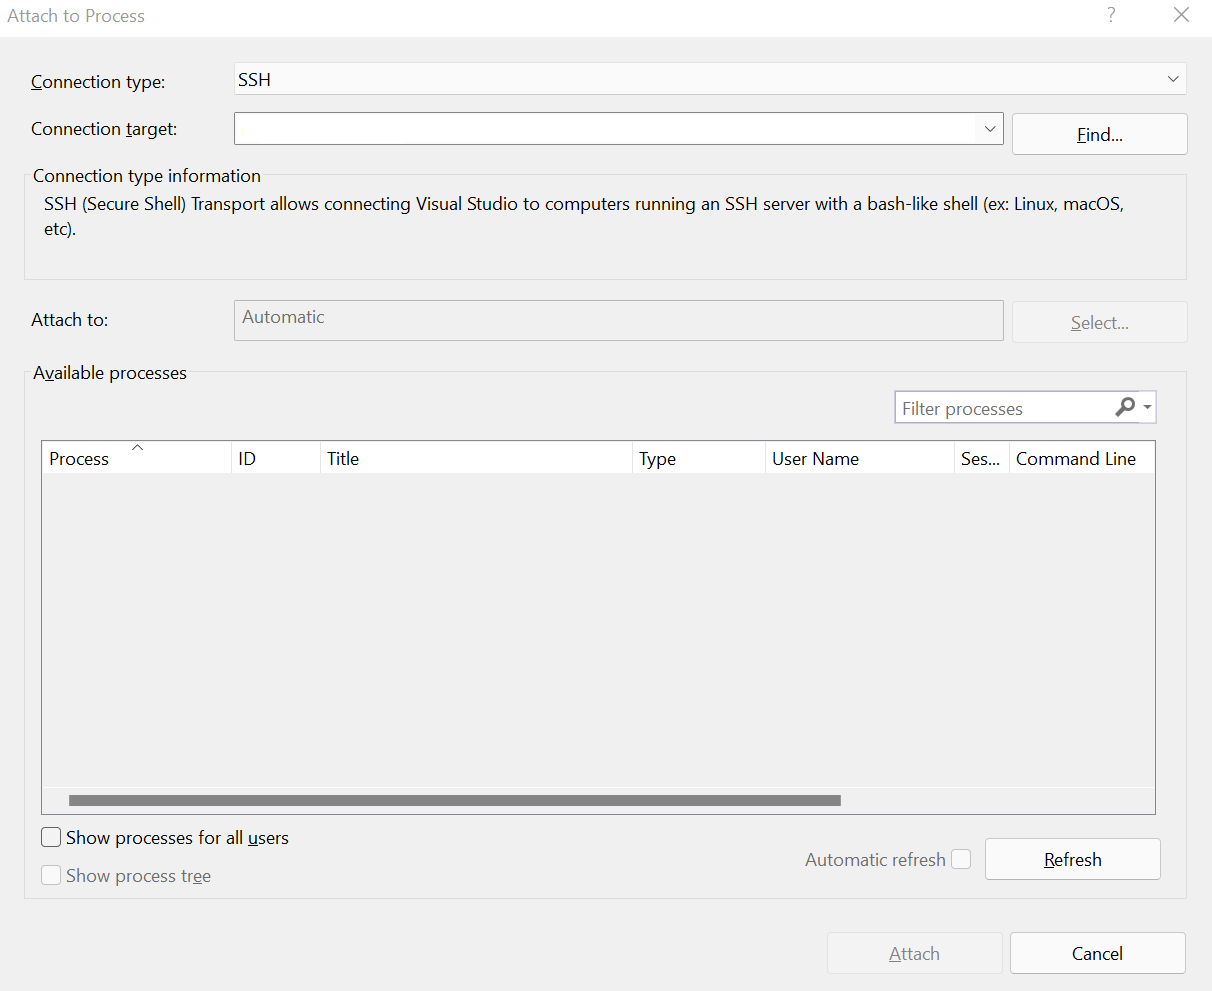 Attach to Process
?
Connection type:
SSH
Connection target:
Find...
Connection type information
SSH (Secure Shell) Transport allows connecting Visual Studio to computers running an SSH server with a bash-like shell (ex: Linux, macOS,
etc).
Attach to:
Automatic
Select...
Available processes
Filter processes
Process ID Title Type User Name Ses... Command Line
Show processes for all users
Show process tree
Automatic refresh
Refresh
Attach
Cancel